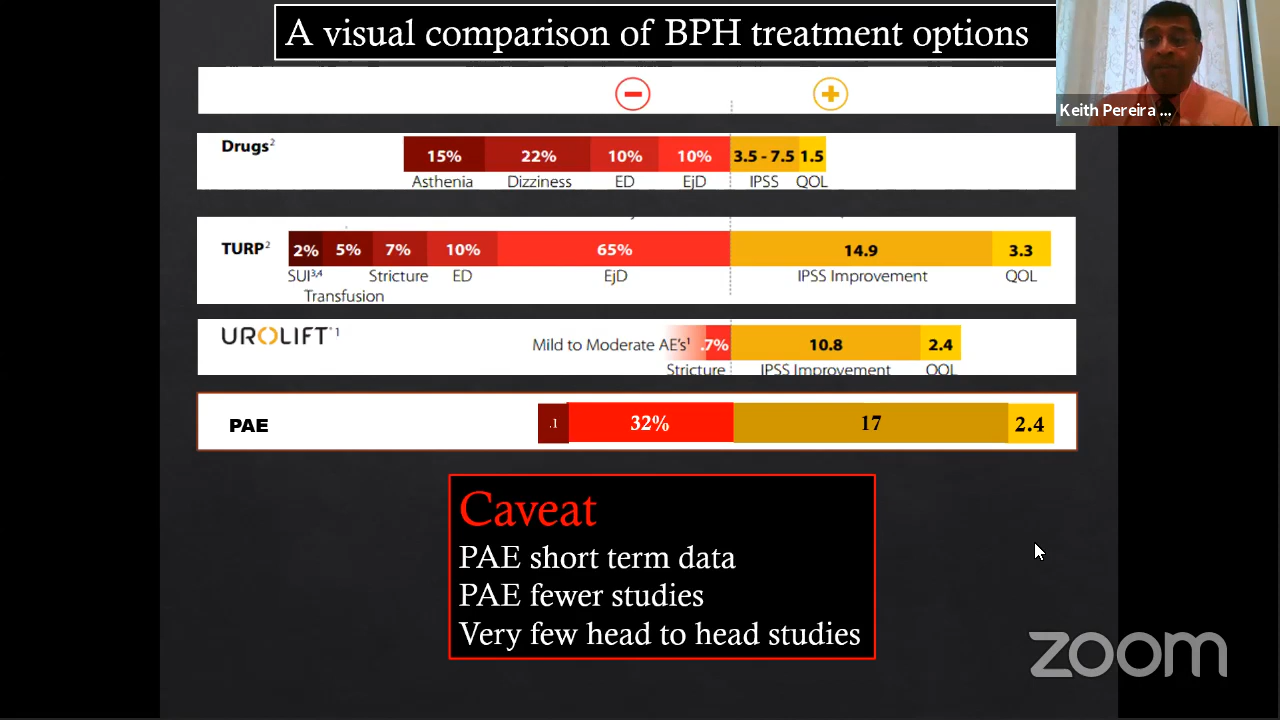 A visual comparison of BPH treatment options
Keith Pereira ...
Drugs2
15% 22% 10% 10% 3.5 - 7.5 1.5
Asthenia Dizziness ED EjD IPSS QOL
TURP2
2% 5% 7% 10% 65% 14.9 3.3
SUI3,4 Stricture ED EjD IPSS Improvement QOL
Transfusion
UROLIFT 1
Mild to Moderate AE's1 .7% 10.8 2.4
Stricture IPSS Improvement QOL
PAE
.1 32% 17 2.4
Caveat
PAE short term data
PAE fewer studies
Very few head to head studies
zoom